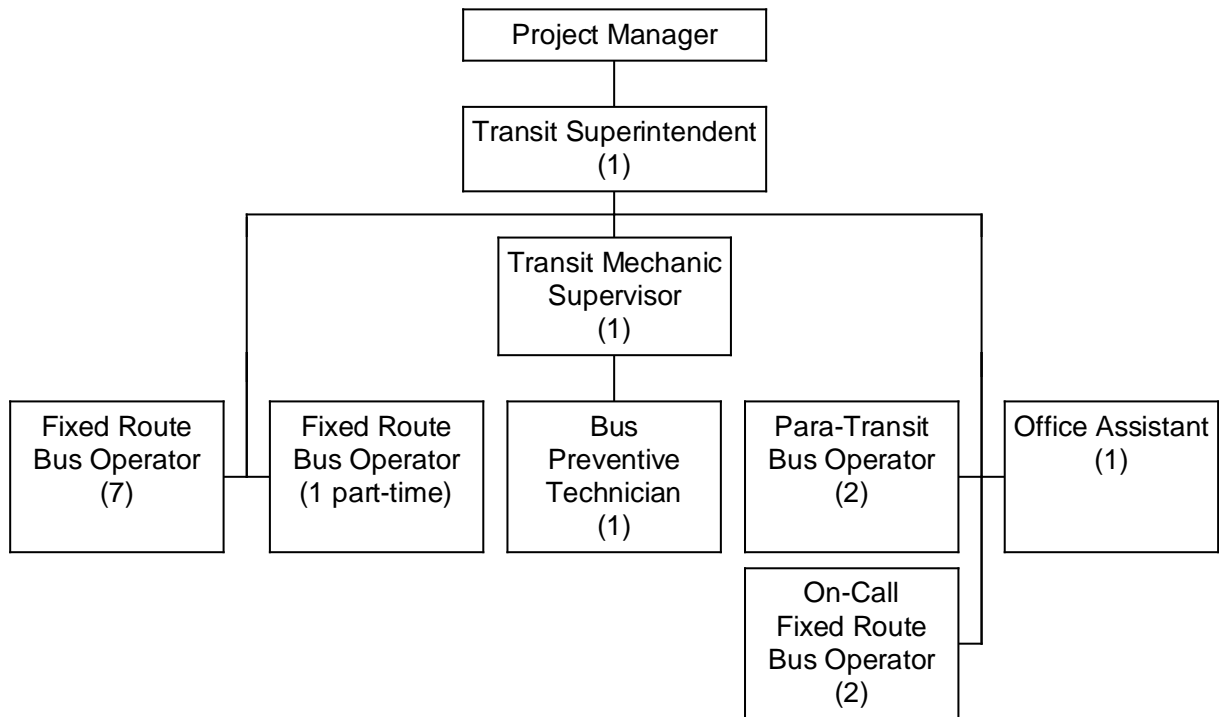 Project Manager
Transit Superintendent
(1)
Transit Mechanic
Supervisor
(1)
Fixed Route
Bus Operator
(7)
Fixed Route
Bus Operator
(1 part-time)
Bus
Preventive
Technician
(1)
Para-Transit
Bus Operator
(2)
Office Assistant
(1)
On-Call
Fixed Route
Bus Operator
(2)